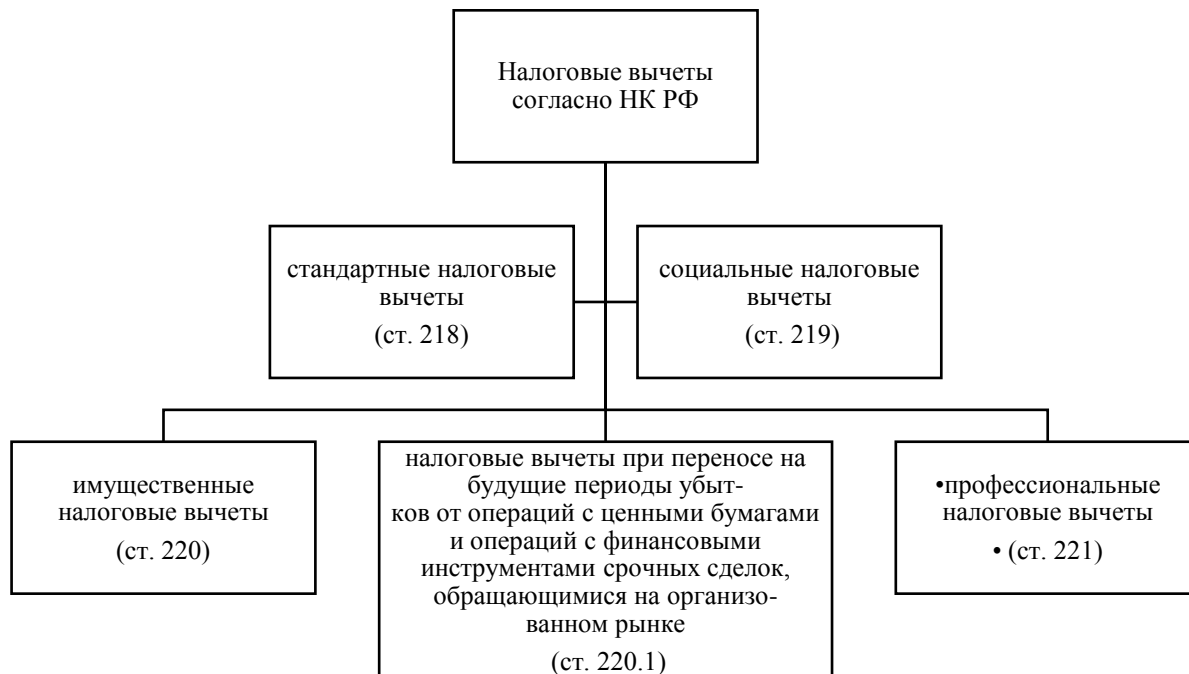 Налоговые вычеты
согласно НК РФ
стандартные налоговые
вычеты
(ст. 218)
социальные налоговые
вычеты
(ст. 219)
имущественные
налоговые вычеты
(ст. 220)
налоговые вычеты при переносе на
будущие периоды убыт-
ков от операций с ценными бумагами
и операций с финансовыми
инструментами срочных сделок,
обращающимися на организо-
ванном рынке
(ст. 220.1)
•профессиональные
налоговые вычеты
• (ст. 221)